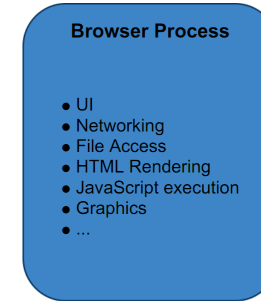 Browser Process
● UI
● Networking
● File Access
● HTML Rendering
● JavaScript execution
● Graphics
● ...